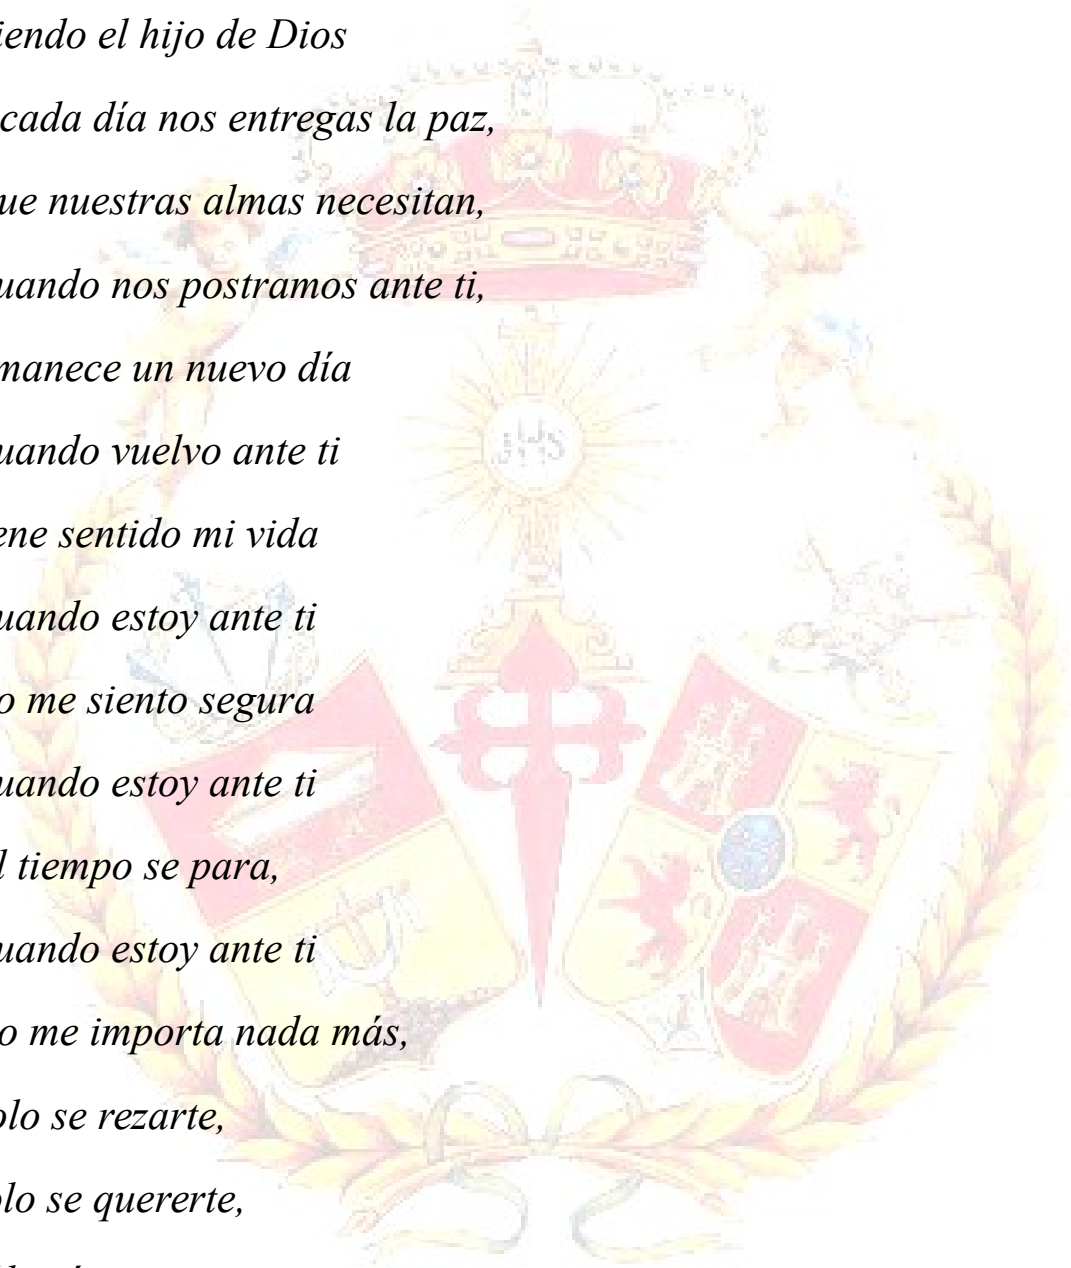 iendo el hijo de Dios
cada día nos entregas la paz,
ue nuestras almas necesitan,
uando nos postramos ante ti,
manece un nuevo día
uando vuelvo ante ti
ene sentido mi vida
uando estoy ante ti
o me siento segura
uando estoy ante ti
l tiempo se para,
uando estoy ante ti
o me importa nada más,
olo se rezarte,
olo se quererte,
JHS